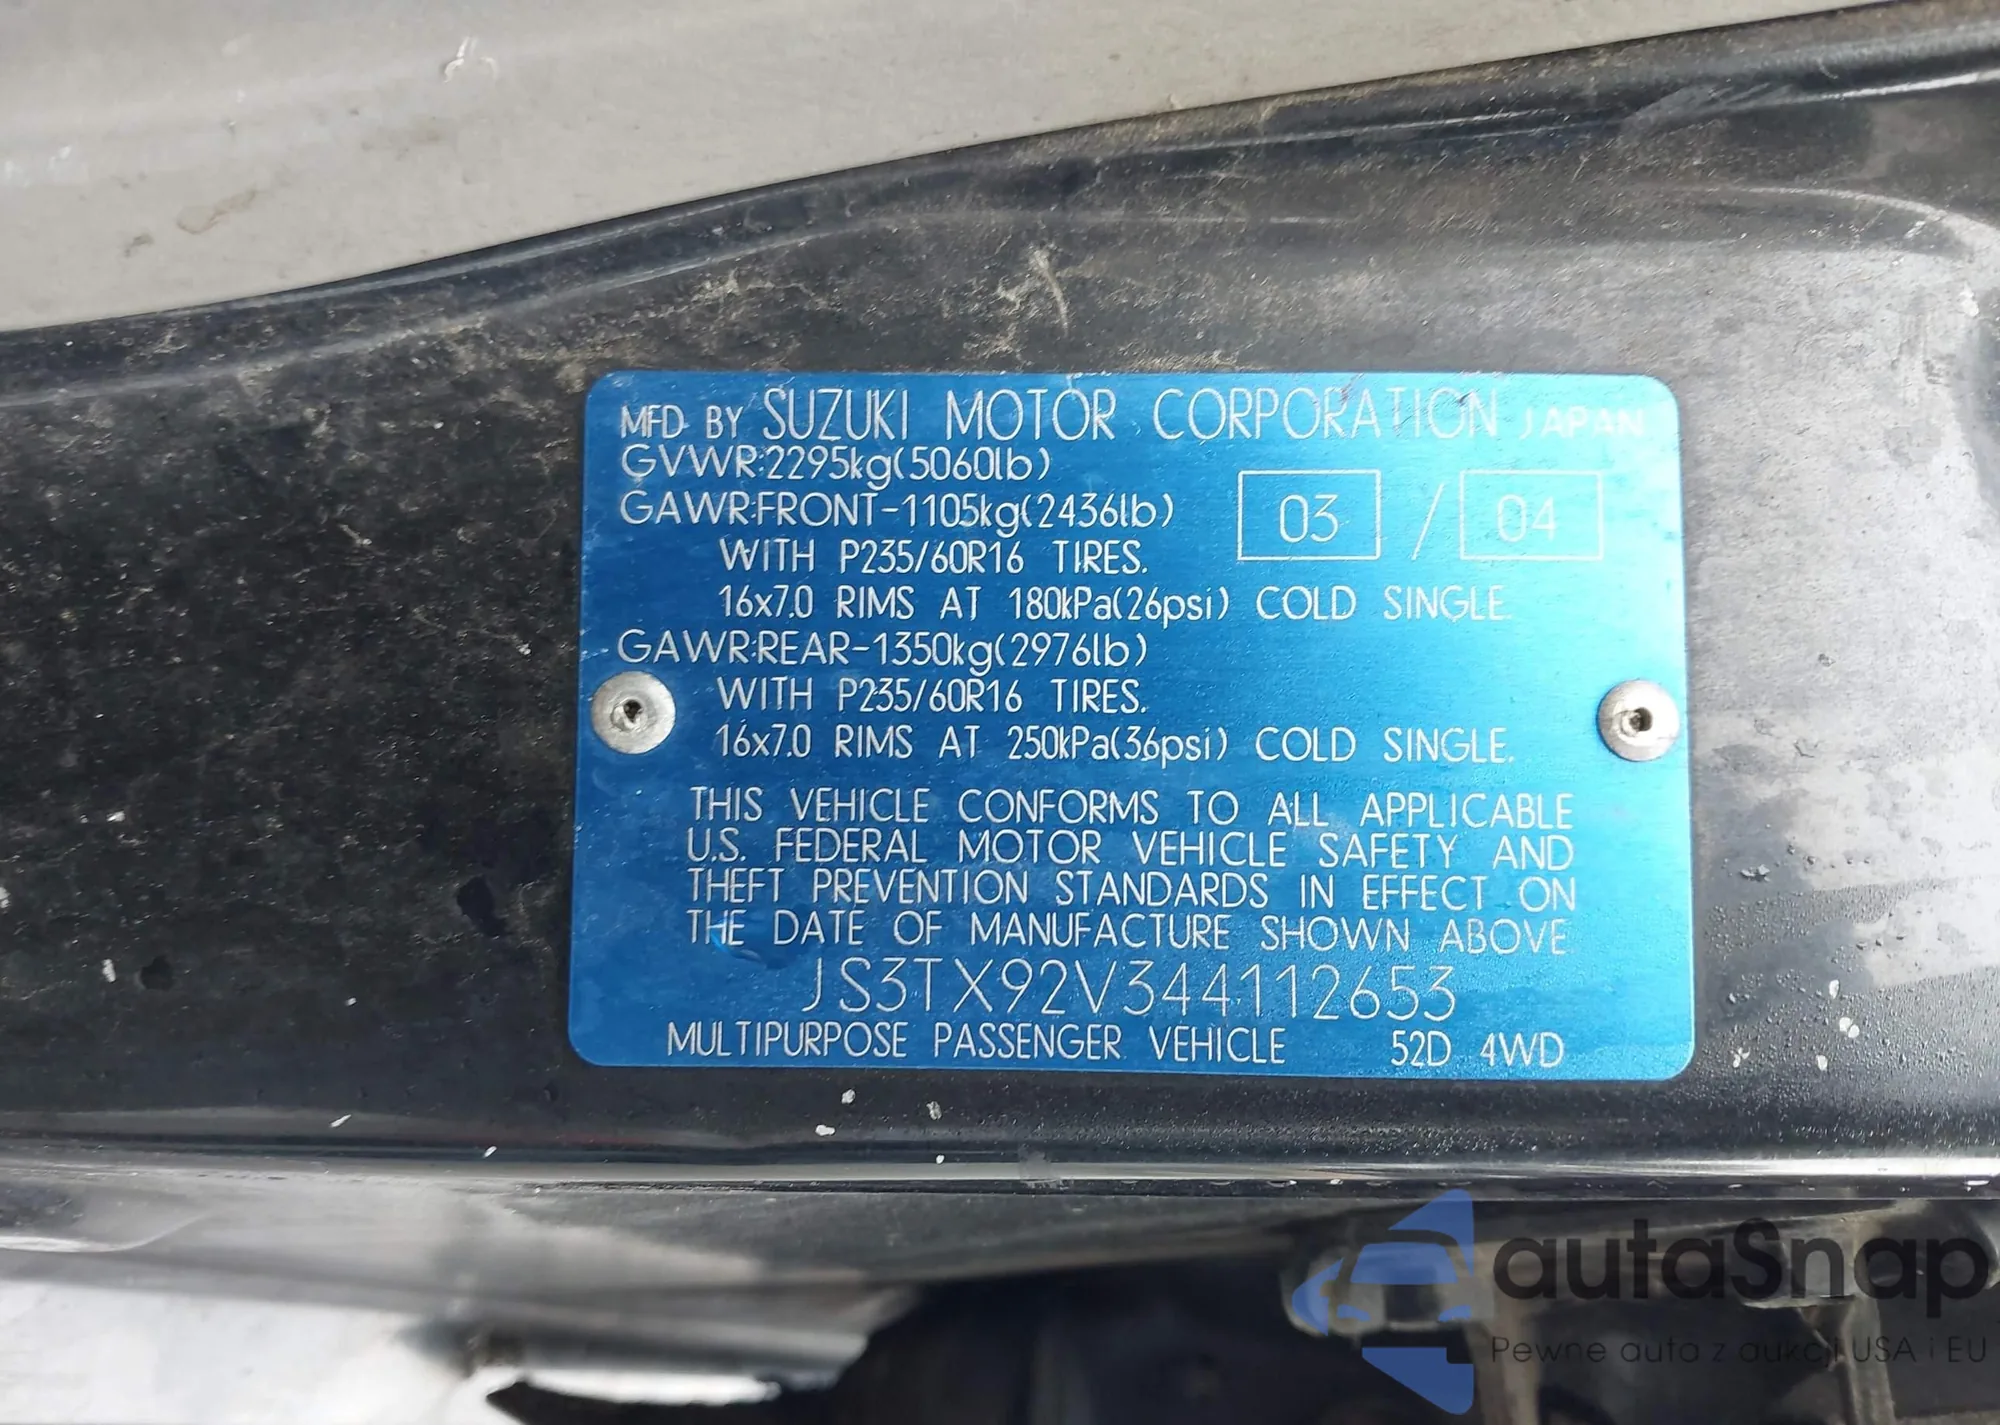 MFD BY SUZUKI MOTOR CORPORATION JAPAN
GVWR:2295kg(5060lb)
GAWR:FRONT-1105kg(2436lb) 03 / 04
WITH P235/60R16 TIRES.
16x7.0 RIMS AT 180kPa(26psi) COLD SINGLE.
GAWR:REAR-1350kg(2976lb)
WITH P235/60R16 TIRES.
16x7.0 RIMS AT 250kPa(36psi) COLD SINGLE.
THIS VEHICLE CONFORMS TO ALL APPLICABLE
U.S. FEDERAL MOTOR VEHICLE SAFETY AND
THEFT PREVENTION STANDARDS IN EFFECT ON
THE DATE OF MANUFACTURE SHOWN ABOVE
JS3TX92V344112653
MULTIPURPOSE PASSENGER VEHICLE 52D 4WD
autaSnap
Pewne auta z aukcji USA i EU